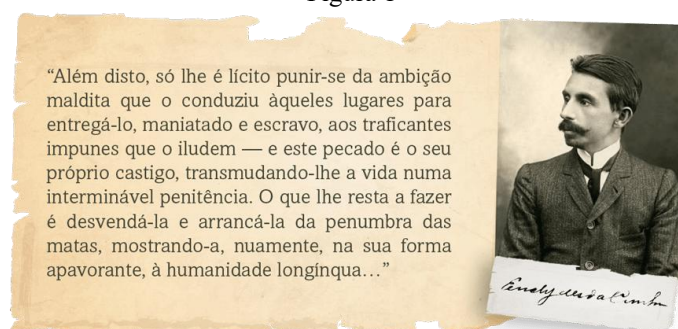 “Além disto, só lhe é lícito punir-se da ambição
maldita que o conduziu àqueles lugares para
entregá-lo, maniatado e escravo, aos traficantes
impunes que o iludem — e este pecado é o seu
próprio castigo, transmudando-lhe a vida numa
interminável penitência. O que lhe resta a fazer
é desvendá-la e arrancá-la da penumbra das
matas, mostrando-a, nuamente, na sua forma
apavorante, à humanidade longínqua…”